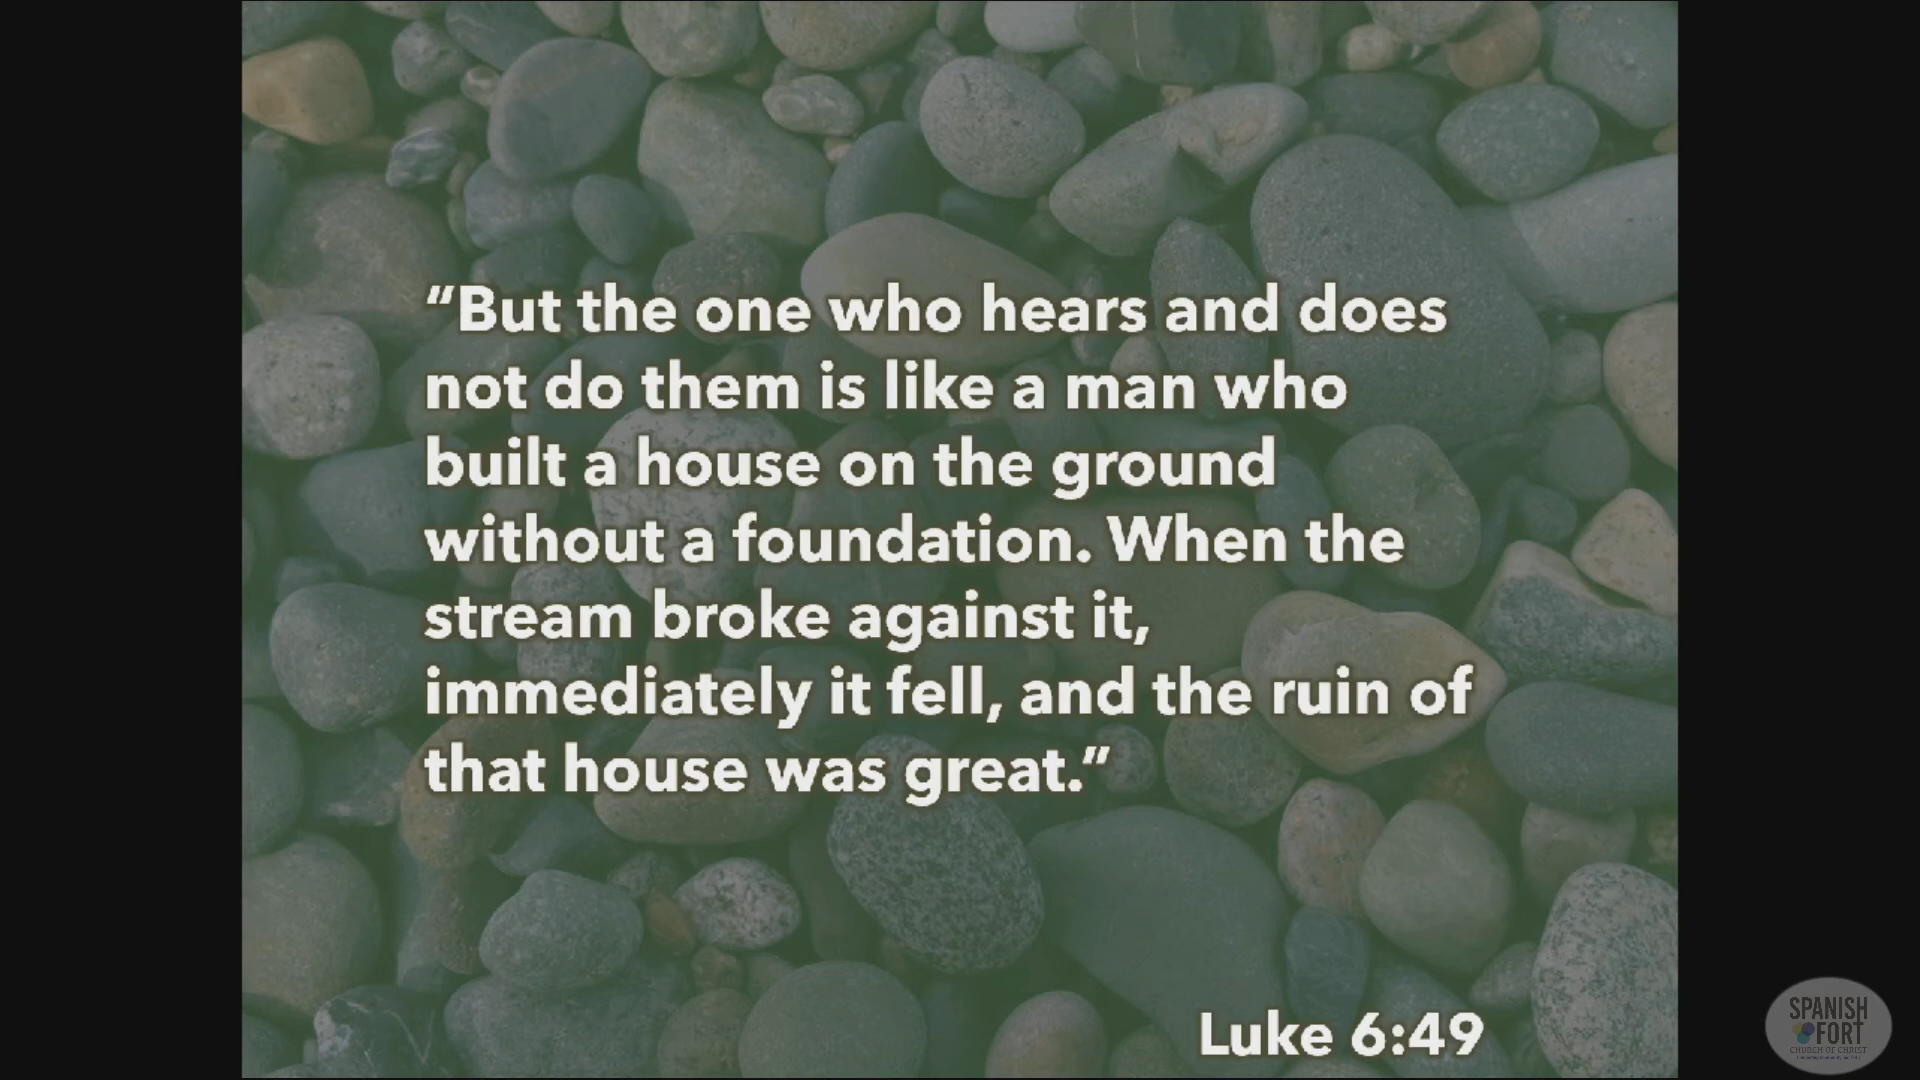 “But the one who hears and does
not do them is like a man who
built a house on the ground
without a foundation. When the
stream broke against it,
immediately it fell, and the ruin of
that house was great.”
Luke 6:49
SPANISH
FORT
CHURCH OF CHRIST